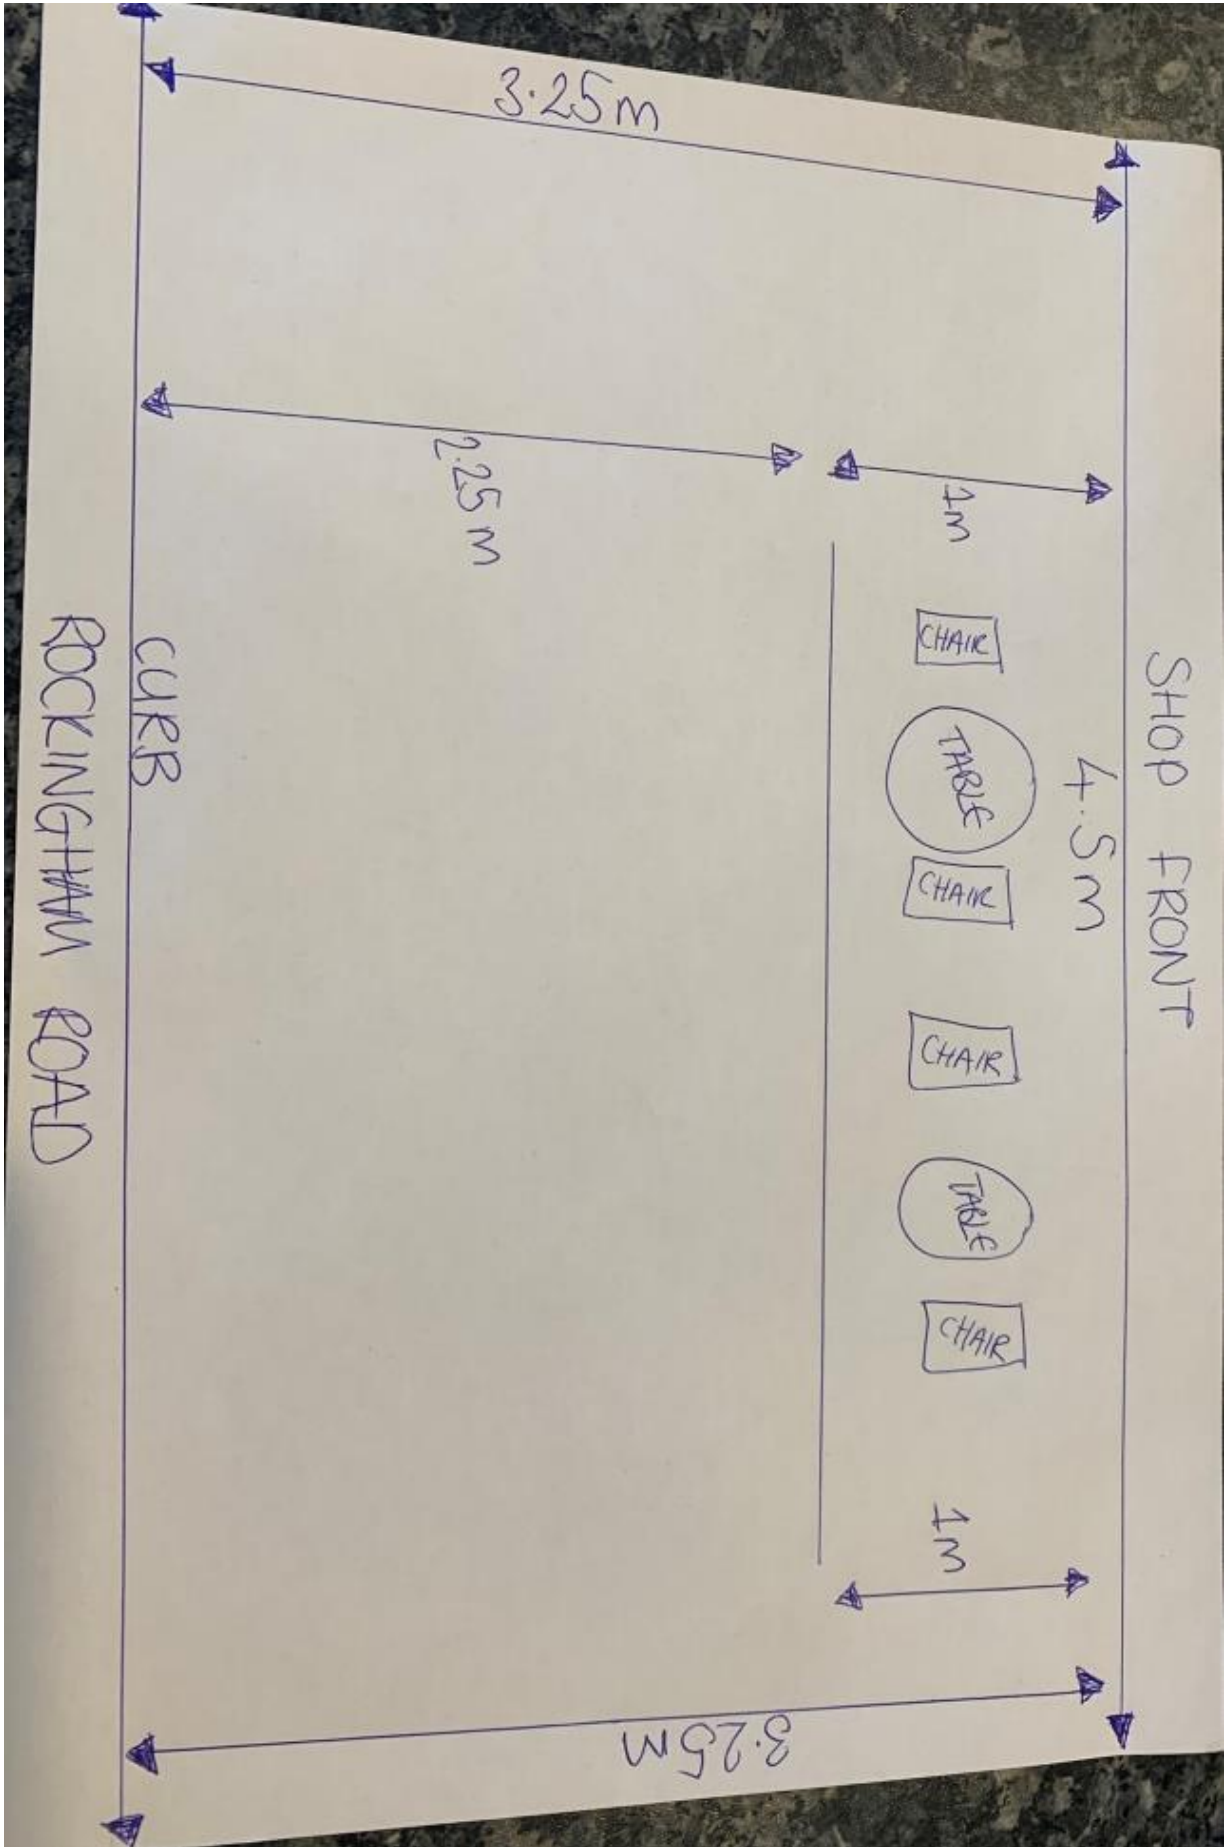 SHOP FRONT
4.5m
3.25m
1m
1m
CHAIR
TABLE
CHAIR
CHAIR
TABLE
CHAIR
2.25m
3.25m
CURB
ROCKINGHAM ROAD